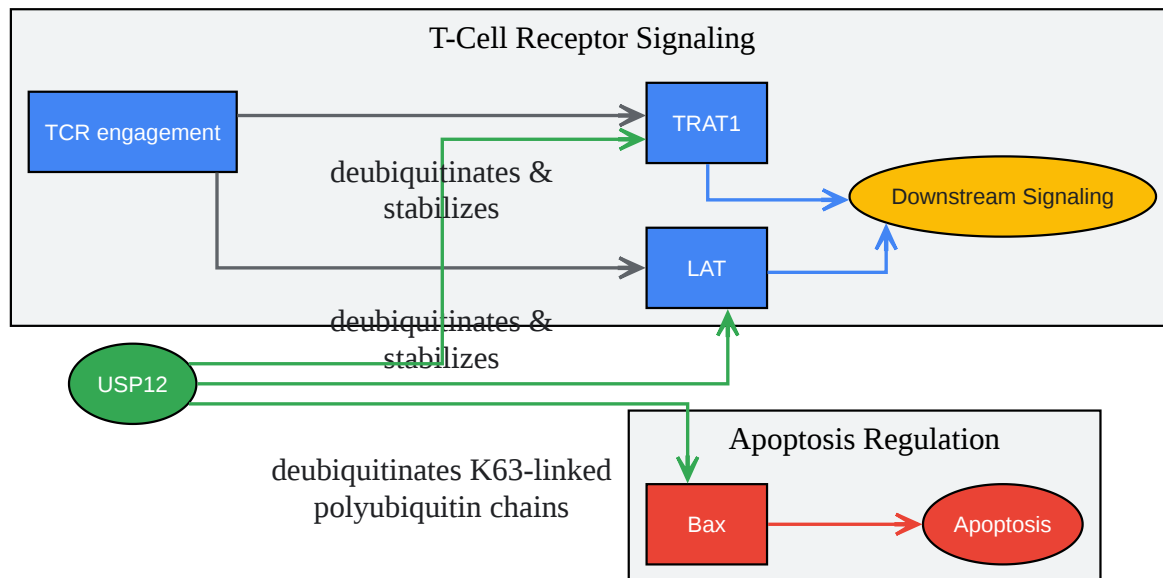 T-Cell Receptor Signaling
TCR engagement
TRAT1
deubiquitinates &
stabilizes
Downstream Signaling
LAT
deubiquitinates &
stabilizes
USP12
Apoptosis Regulation
deubiquitinates K63-linked
polyubiquitin chains
Bax
Apoptosis